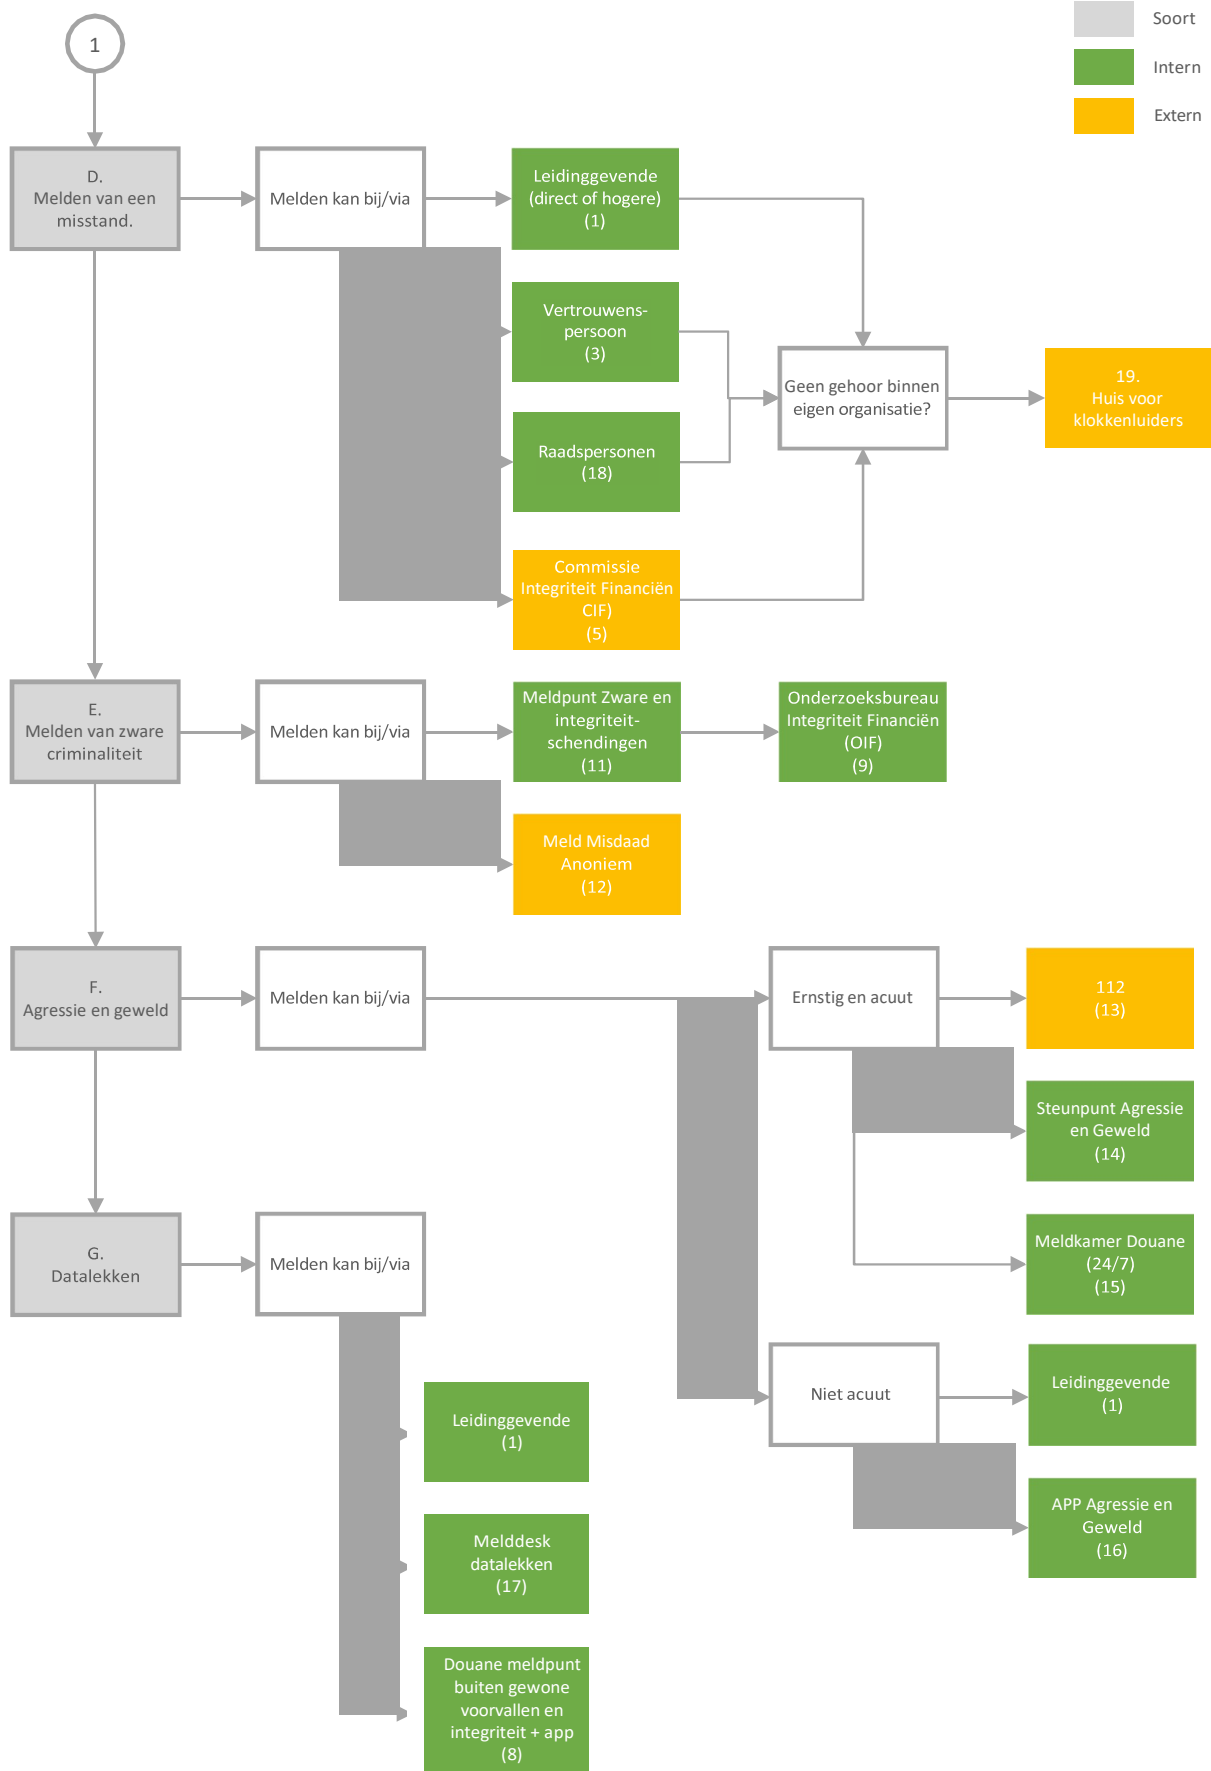 1
Soort
Intern
Extern
D.
Melden van een
misstand.
Melden kan bij/via
Leidinggevende
(direct of hogere)
(1)
Vertrouwens-
persoon
(3)
Raadspersonen
(18)
Commissie
Integriteit Financiën
CIF)
(5)
Geen gehoor binnen
eigen organisatie?
19.
Huis voor
klokkenluiders
E.
Melden van zware
criminaliteit
Melden kan bij/via
Meldpunt Zware en
integriteit-
schendingen
(11)
Onderzoeksbureau
Integriteit Financiën
(OIF)
(9)
Meld Misdaad
Anoniem
(12)
F.
Agressie en geweld
Melden kan bij/via
Ernstig en acuut
112
(13)
Steunpunt Agressie
en Geweld
(14)
Meldkamer Douane
(24/7)
(15)
Niet acuut
Leidinggevende
(1)
APP Agressie en
Geweld
(16)
G.
Datalekken
Melden kan bij/via
Leidinggevende
(1)
Melddesk
datalekken
(17)
Douane meldpunt
buiten gewone
voorvallen en
integriteit + app
(8)